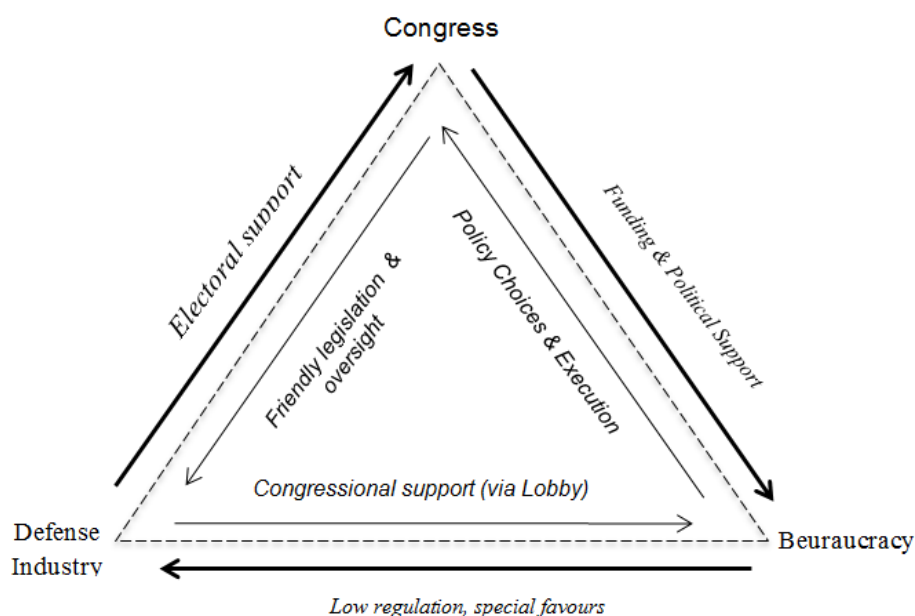 Congress
Electoral support
Friendly legislation &
oversight
Policy Choices & Execution
Funding & Political Support
Congressional support (via Lobby)
Defense
Industry
Beuraucracy
Low regulation, special favours